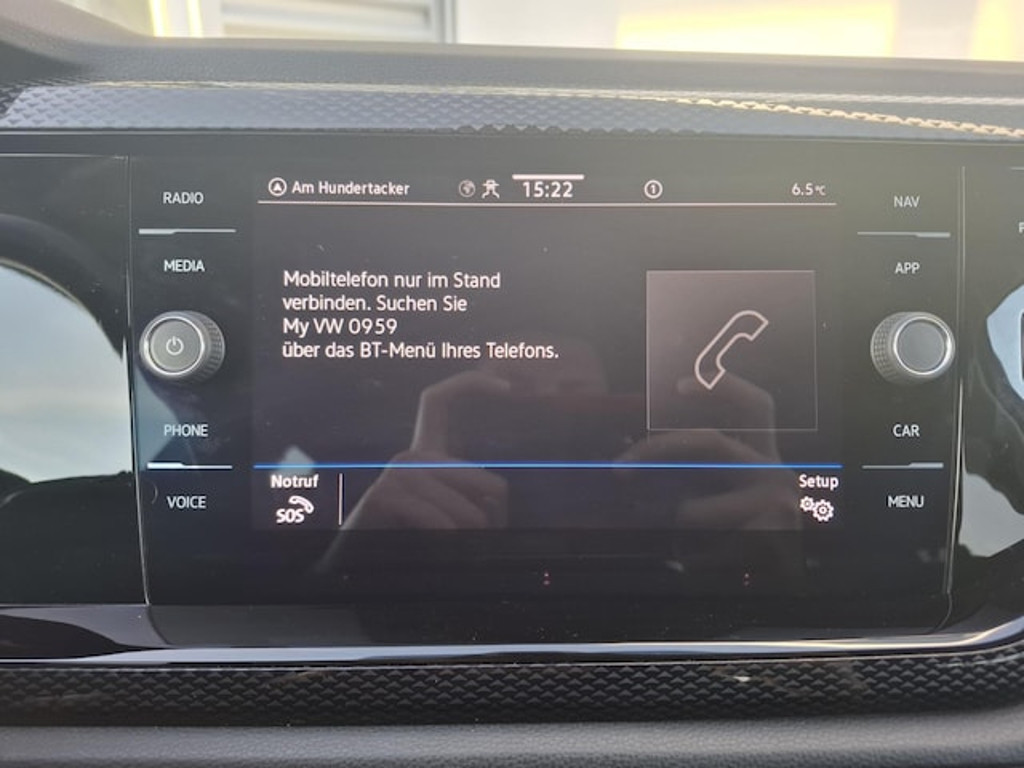 Am Hundertacker 15:22 1 6.5°C
RADIO
NAV
MEDIA
APP
Mobiltelefon nur im Stand
verbinden. Suchen Sie
My VW 0959
über das BT-Menü Ihres Telefons.
PHONE
CAR
Notruf
SOS
Setup
VOICE
MENU
P